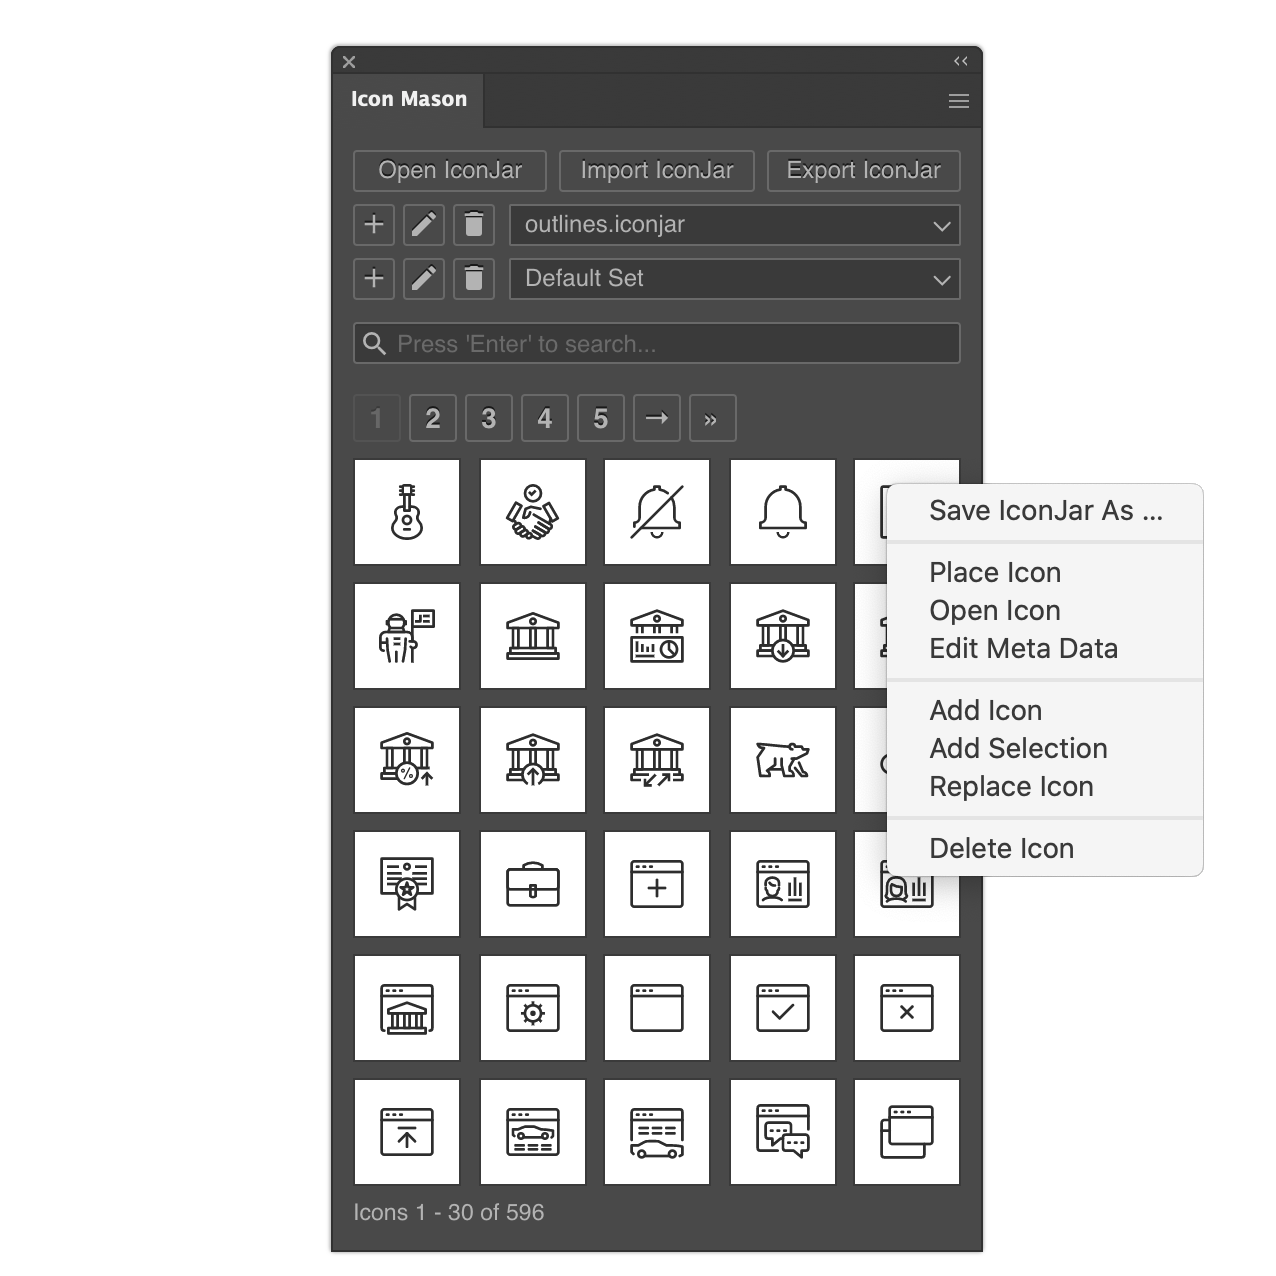 Icon Mason
Open IconJar
Import IconJar
Export IconJar
outlines.iconjar
Default Set
Press 'Enter' to search...
1 2 3 4 5 → »
Save IconJar As ...
Place Icon
Open Icon
Edit Meta Data
Add Icon
Add Selection
Replace Icon
Delete Icon
Icons 1 - 30 of 596